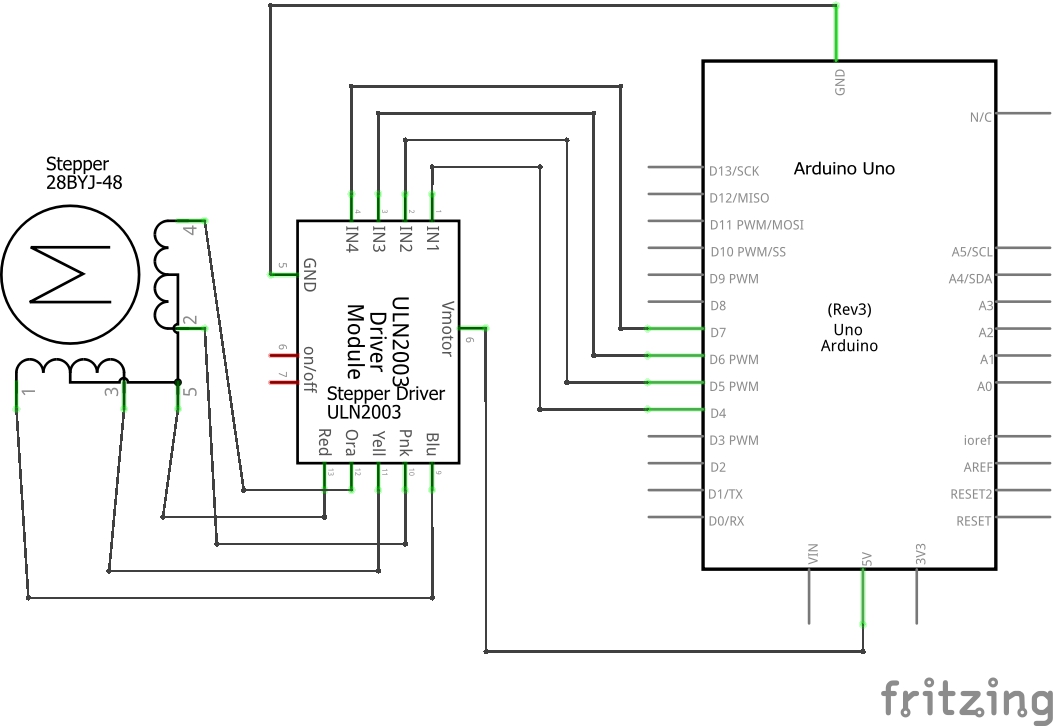 GND
N/C
Stepper
28BYJ-48
Arduino Uno
D13/SCK
D12/MISO
D11 PWM/MOSI
D10 PWM/SS
D9 PWM
D8
D7
D6 PWM
D5 PWM
D4
D3 PWM
D2
D1/TX
D0/RX
A5/SCL
A4/SDA
A3
A2
A1
A0
ioref
AREF
RESET2
RESET
(Rev3)
Uno
Arduino
VIN
5V
3V3
4
3
2
1
IN4
IN3
IN2
IN1
5
GND
6
7
on/off
ULN2003
Driver
Module
Vmotor
6
Stepper Driver
ULN2003
Red
Ora
Yell
Pnk
Blu
13
12
11
10
9
M
4
2
1
3
5
fritzing